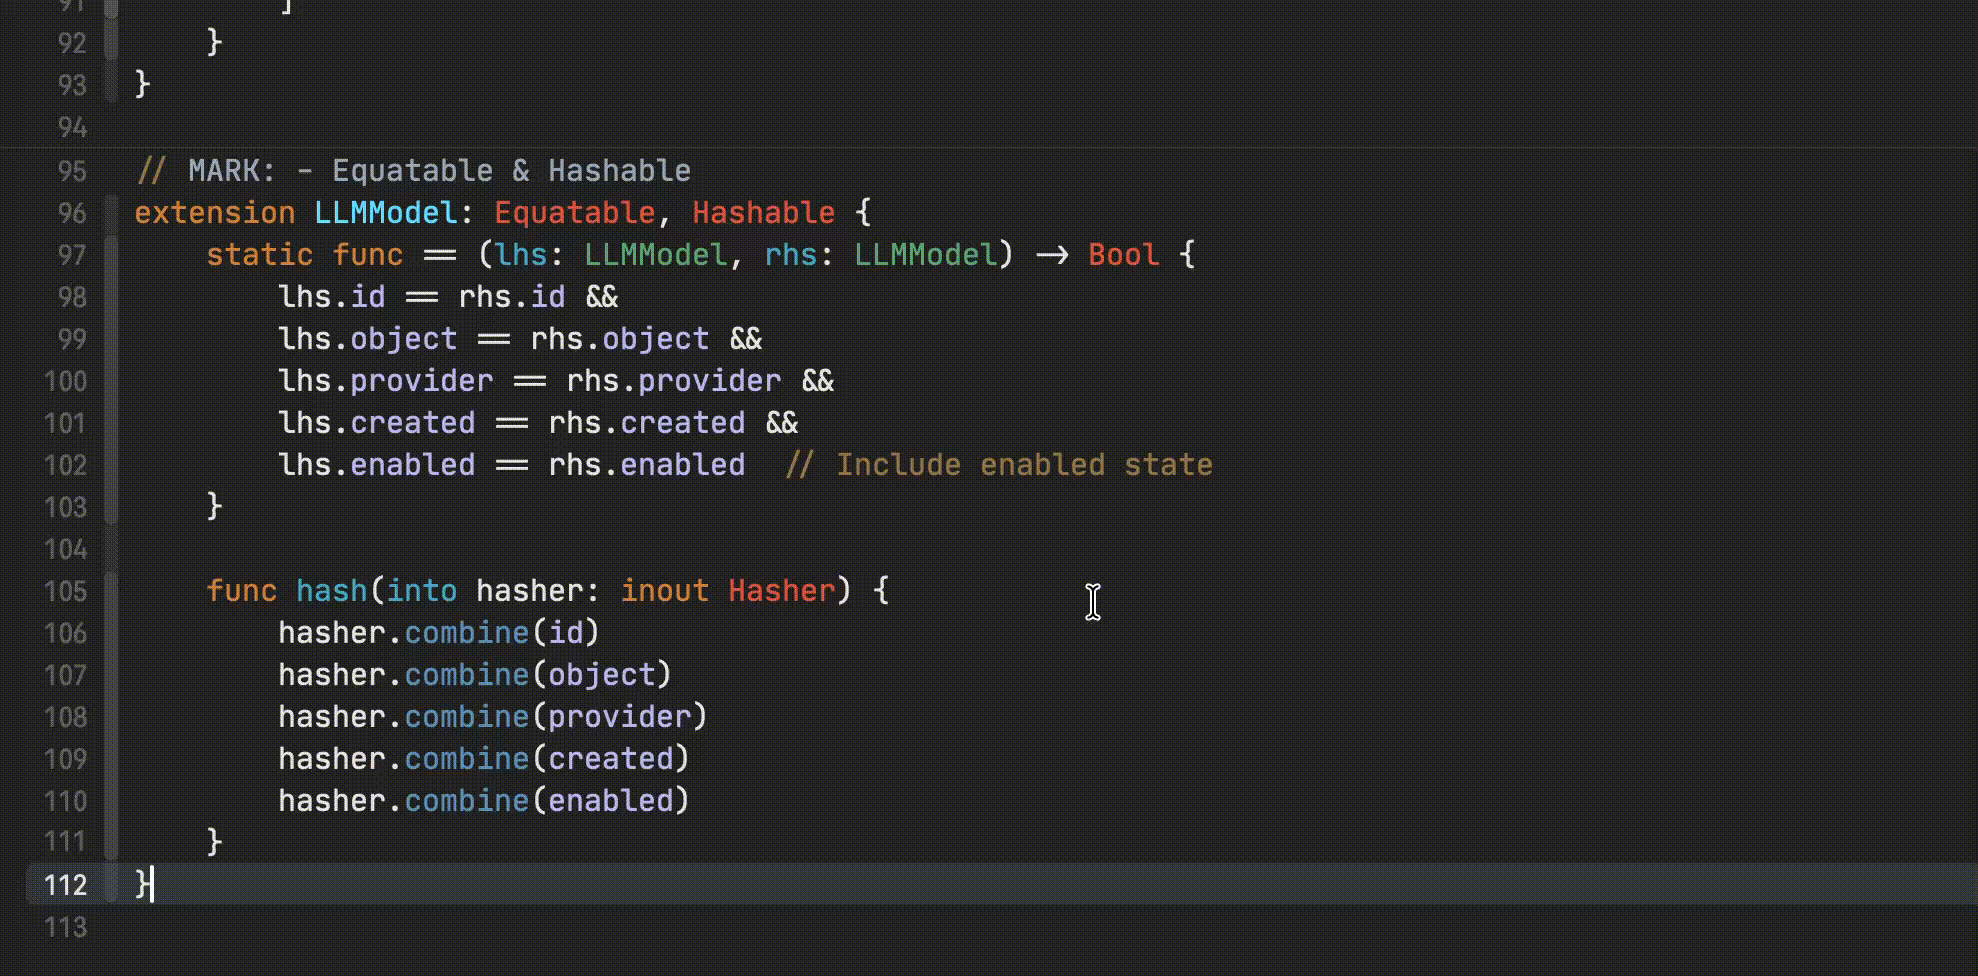 91            ]
92    }
93 }
94
95 // MARK: - Equatable & Hashable
96 extension LLMModel: Equatable, Hashable {
97     static func == (lhs: LLMModel, rhs: LLMModel) -> Bool {
98         lhs.id == rhs.id &&
99         lhs.object == rhs.object &&
100         lhs.provider == rhs.provider &&
101         lhs.created == rhs.created &&
102         lhs.enabled == rhs.enabled  // Include enabled state
103     }
104
105     func hash(into hasher: inout Hasher) {
106         hasher.combine(id)
107         hasher.combine(object)
108         hasher.combine(provider)
109         hasher.combine(created)
110         hasher.combine(enabled)
111     }
112 }
113